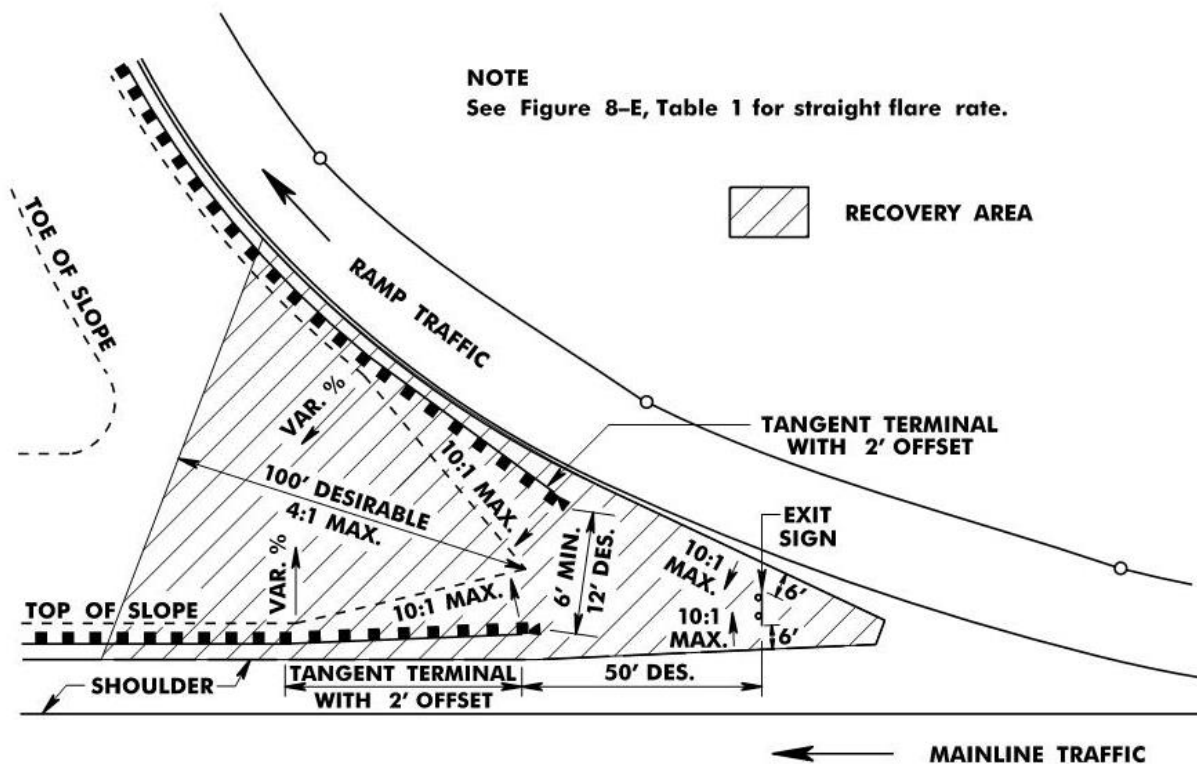 NOTE
See Figure 8–E, Table 1 for straight flare rate.
RECOVERY AREA
TOE OF SLOPE
RAMP TRAFFIC
TANGENT TERMINAL
WITH 2' OFFSET
VAR. %
10:1 MAX.
100' DESIRABLE
4:1 MAX.
EXIT
SIGN
6' MIN.
12' DES.
10:1
MAX.
6'
VAR. %
10:1 MAX.
10:1
MAX.
6'
TOP OF SLOPE
SHOULDER
TANGENT TERMINAL
WITH 2' OFFSET
50' DES.
MAINLINE TRAFFIC